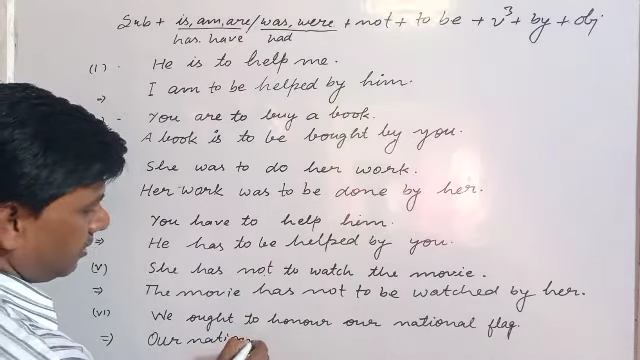 Sub + is, am, are / was, were + not + to be + v³ + by + obj
has. have had
(I) He is to help me.
⇒ I am to be helped by him.
You are to buy a book.
A book is to be bought by you.
She was to do her work.
Her work was to be done by her.
You have to help him.
⇒ He has to be helped by you.
(V) She has not to watch the movie.
⇒ The movie has not to be watched by her.
(VI) We ought to honour our national flag.
⇒ Our nation